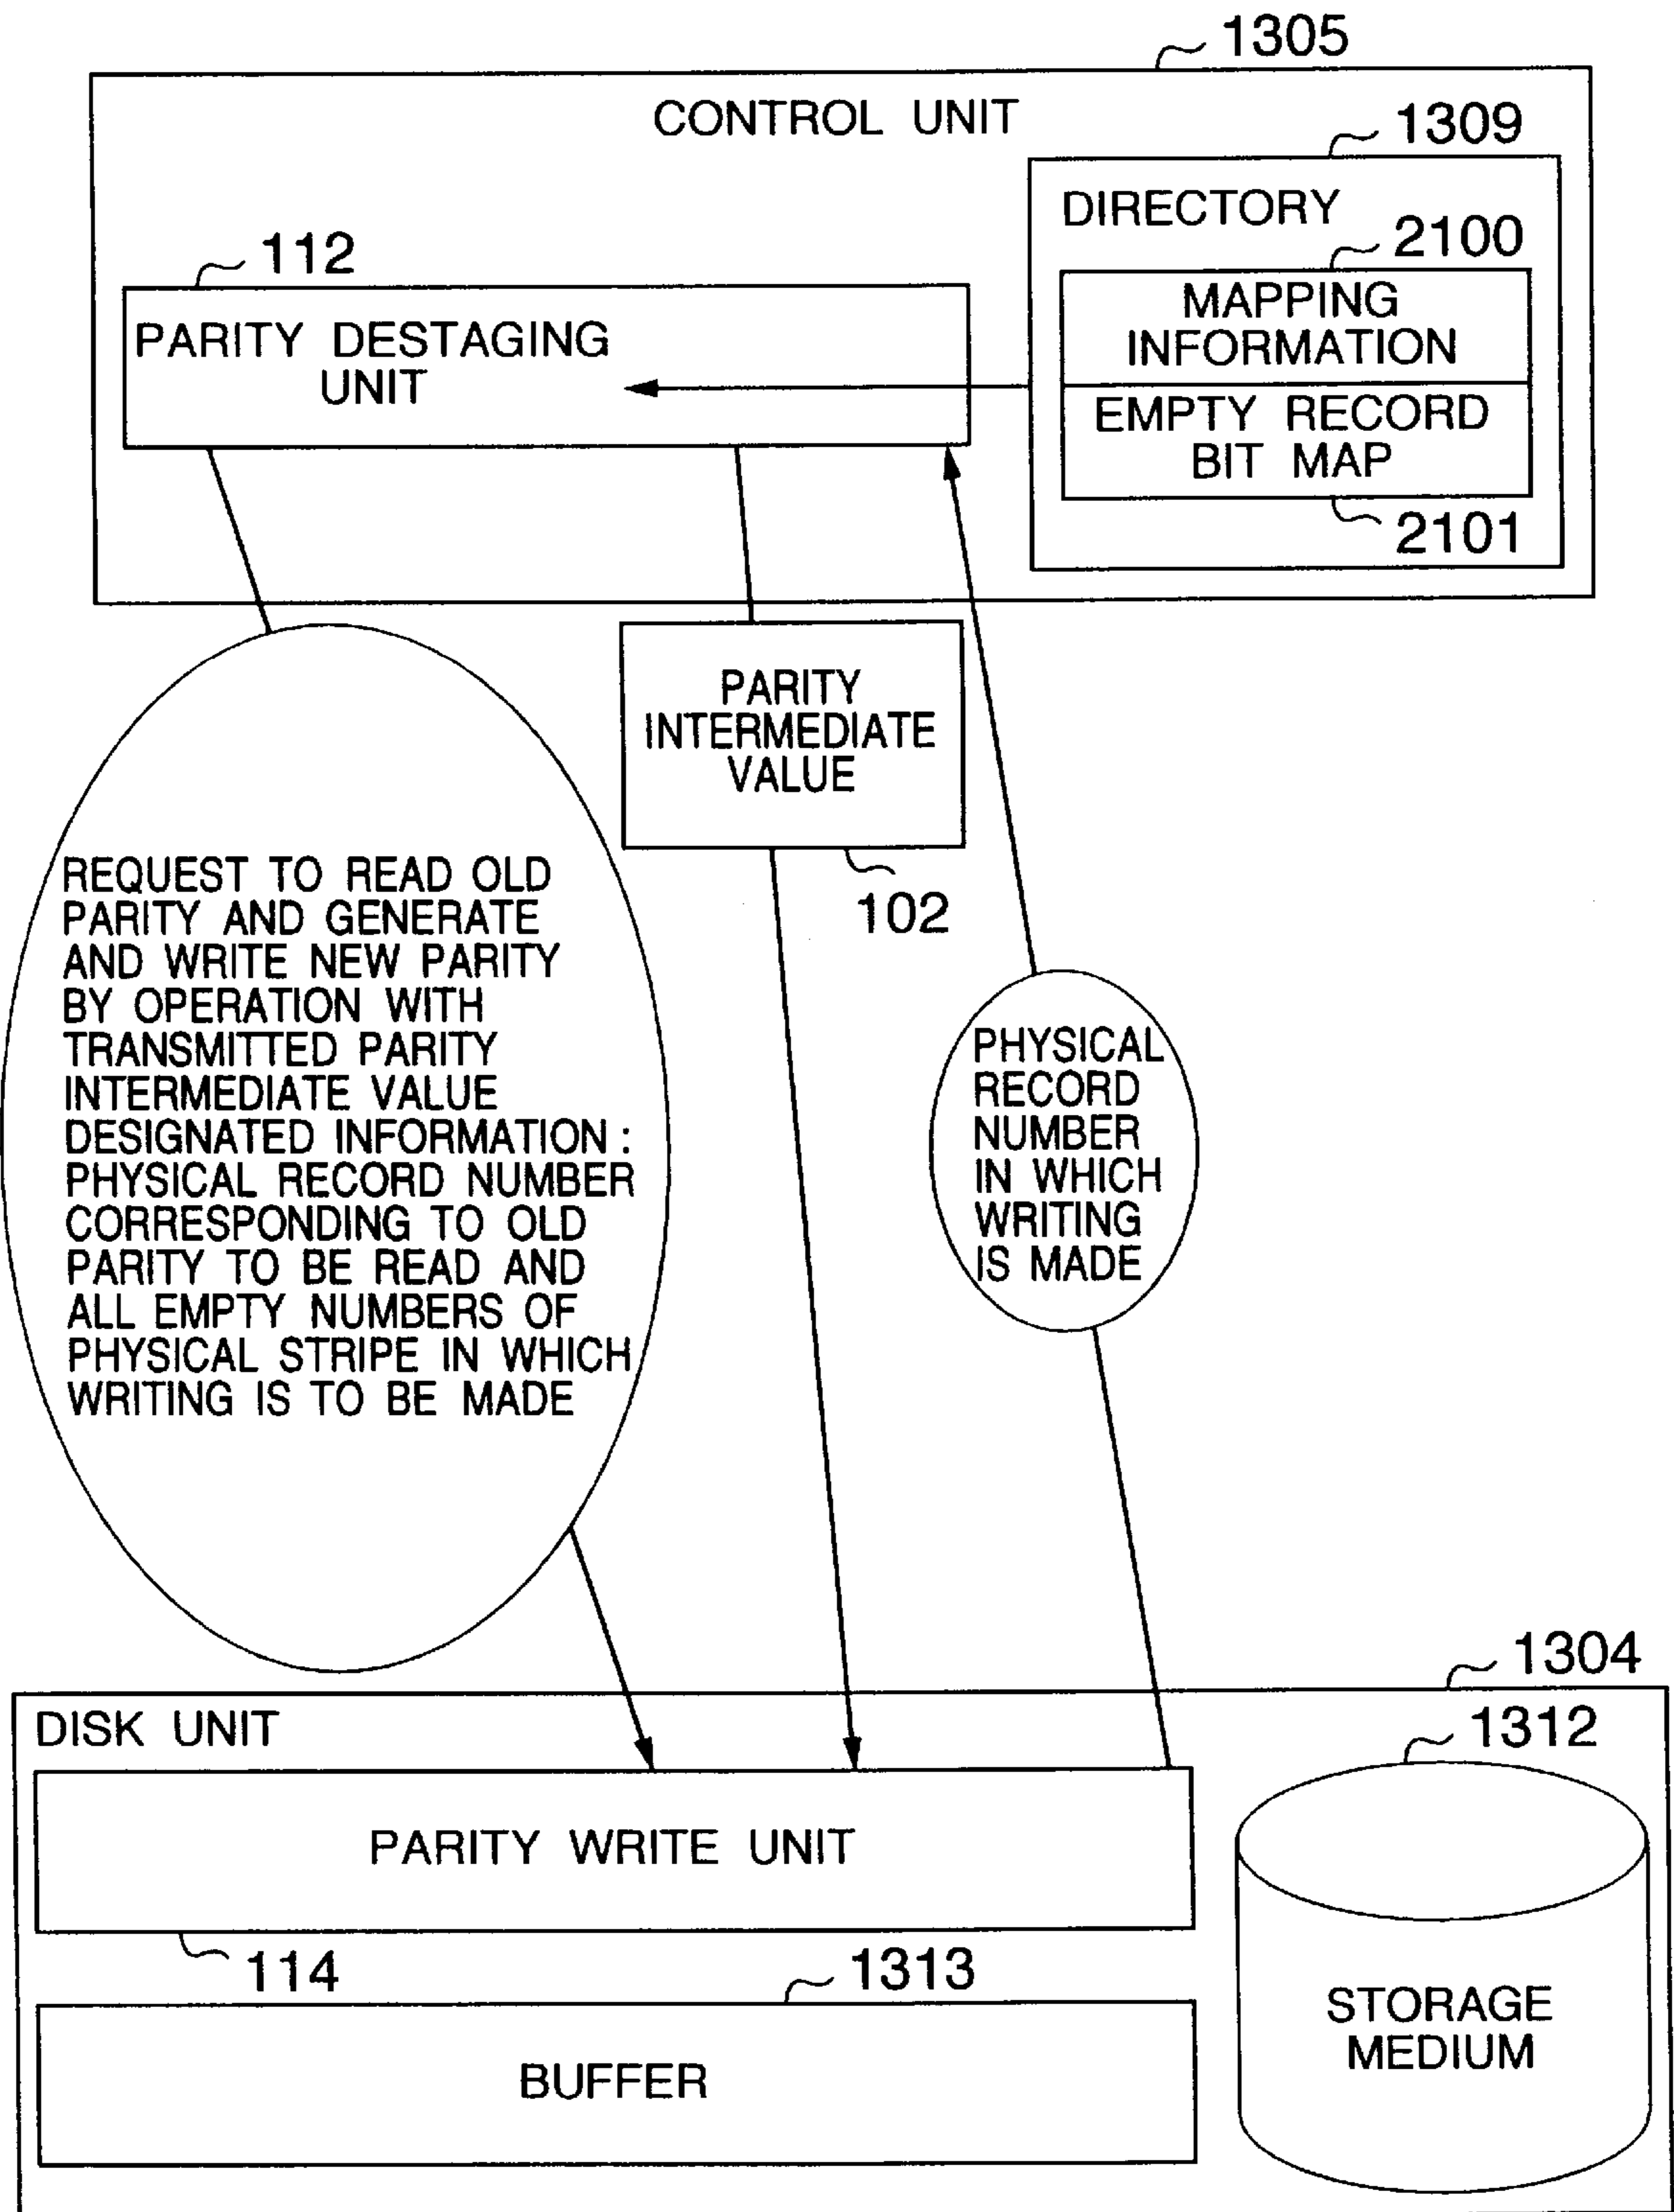 1305
CONTROL UNIT
1309
DIRECTORY
2100
MAPPING
INFORMATION
EMPTY RECORD
BIT MAP
2101
112
PARITY DESTAGING
UNIT
PARITY
INTERMEDIATE
VALUE
102
REQUEST TO READ OLD
PARITY AND GENERATE
AND WRITE NEW PARITY
BY OPERATION WITH
TRANSMITTED PARITY
INTERMEDIATE VALUE
DESIGNATED INFORMATION :
PHYSICAL RECORD NUMBER
CORRESPONDING TO OLD
PARITY TO BE READ AND
ALL EMPTY NUMBERS OF
PHYSICAL STRIPE IN WHICH
WRITING IS TO BE MADE
PHYSICAL
RECORD
NUMBER
IN WHICH
WRITING
IS MADE
1304
DISK UNIT
1312
PARITY WRITE UNIT
114
1313
BUFFER
STORAGE
MEDIUM